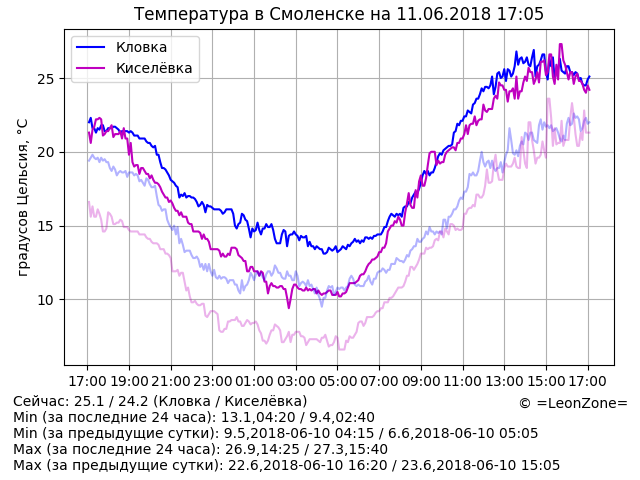 Температура в Смоленске на 11.06.2018 17:05
Кловка
Киселёвка
градусов Цельсия, °C
25
20
15
10
17:00 19:00 21:00 23:00 01:00 03:00 05:00 07:00 09:00 11:00 13:00 15:00 17:00
Сейчас: 25.1 / 24.2 (Кловка / Киселёвка)
© =LeonZone=
Min (за последние 24 часа): 13.1,04:20 / 9.4,02:40
Min (за предыдущие сутки): 9.5,2018-06-10 04:15 / 6.6,2018-06-10 05:05
Max (за последние 24 часа): 26.9,14:25 / 27.3,15:40
Max (за предыдущие сутки): 22.6,2018-06-10 16:20 / 23.6,2018-06-10 15:05